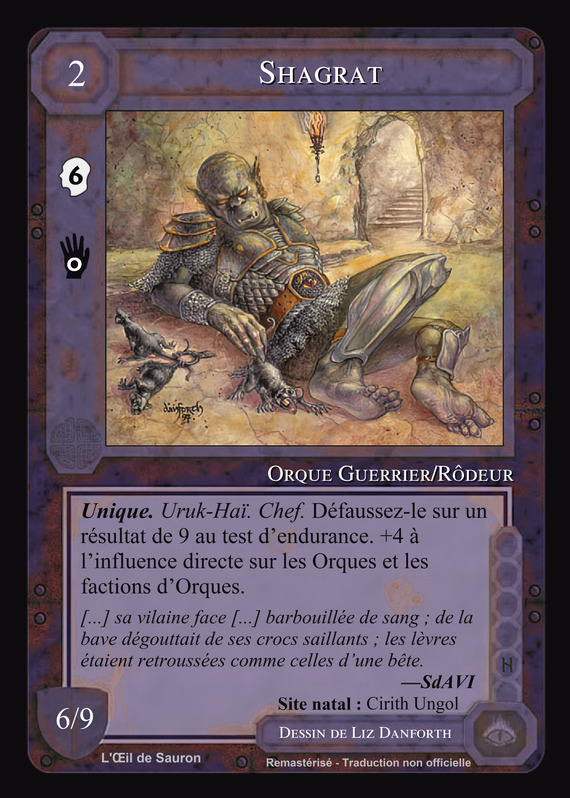 2
Shagrat
6
0
danforth
97
Orque Guerrier/Rôdeur
Unique. Uruk-Haï. Chef. Défaussez-le sur un
résultat de 9 au test d'endurance. +4 à
l'influence directe sur les Orques et les
factions d'Orques.
[...] sa vilaine face [...] barbouillée de sang ; de la
bave dégouttait de ses crocs saillants ; les lèvres
étaient retroussées comme celles d'une bête.
—SdAVI
Site natal : Cirith Ungol
6/9
Dessin de Liz Danforth
L'Œil de Sauron
Remastérisé - Traduction non officielle